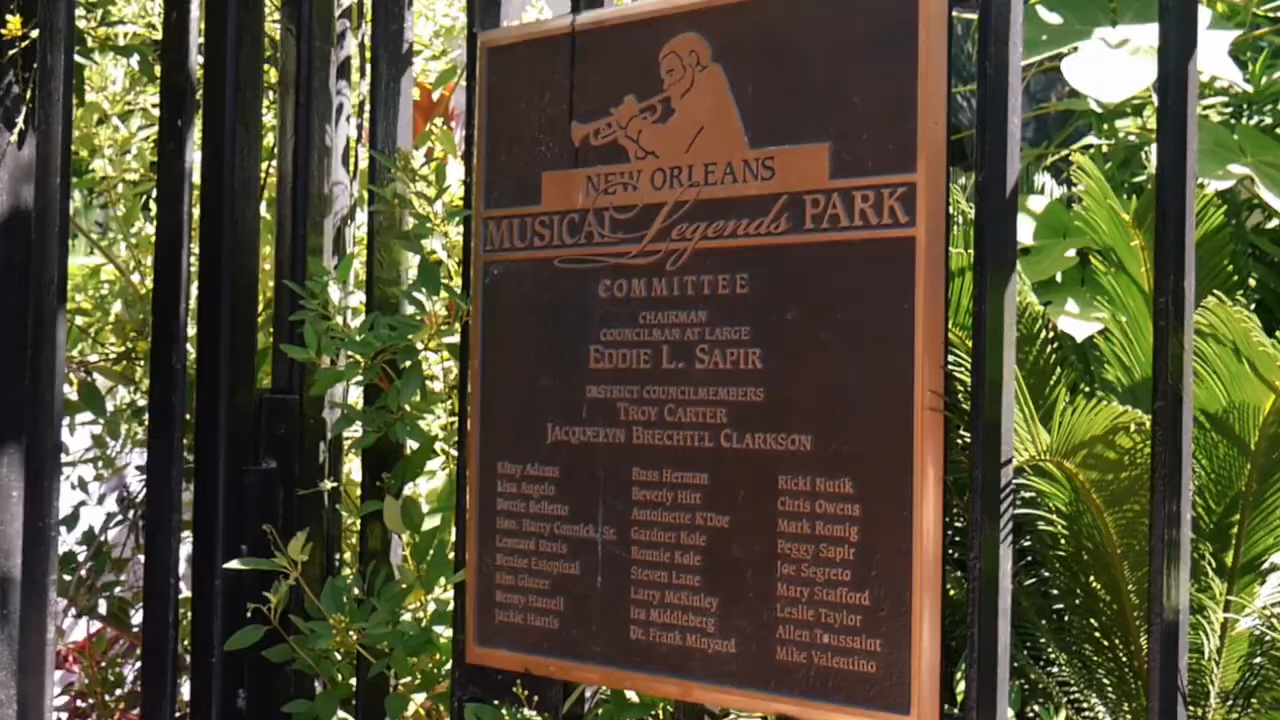 NEW ORLEANS
MUSICAL Legends PARK
COMMITTEE
CHAIRMAN
COUNCILMAN AT LARGE
EDDIE L. SAPIR
DISTRICT COUNCILMEMBERS
TROY CARTER
JACQUELYN BRECHTEL CLARKSON
Kitsy Adams
Lisa Angelo
Dottie Belletto
Hon. Harry Connick, Sr.
Leonard Davis
Denise Estopinal
Kim Glazer
Benny Harrell
Jackie Harris
Russ Herman
Beverly Hirt
Antoinette K'Doe
Gardner Kole
Ronnie Kole
Steven Lane
Larry McKinley
Ira Middleberg
Dr. Frank Minyard
Ricki Nutik
Chris Owens
Mark Romig
Peggy Sapir
Joe Segreto
Mary Stafford
Leslie Taylor
Allen Toussaint
Mike Valentino